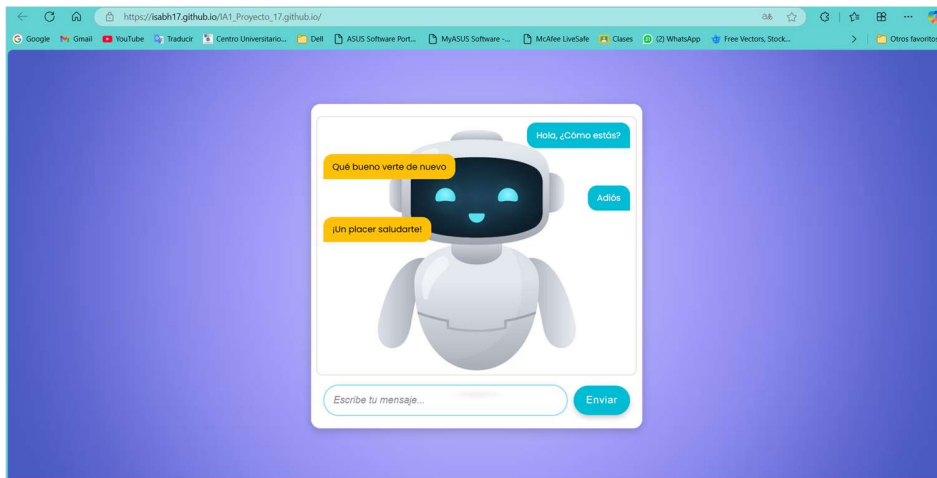 https://isabh17.github.io/IA1_Proyecto_17.github.io/
Google Gmail YouTube Traducir Centro Universitario... Dell ASUS Software Port... MyASUS Software -... McAfee LiveSafe Clases (2) WhatsApp Free Vectors, Stock... Otros favoritos
Hola, ¿Cómo estás?
Qué bueno verte de nuevo
Adiós
¡Un placer saludarte!
Escribe tu mensaje... Enviar